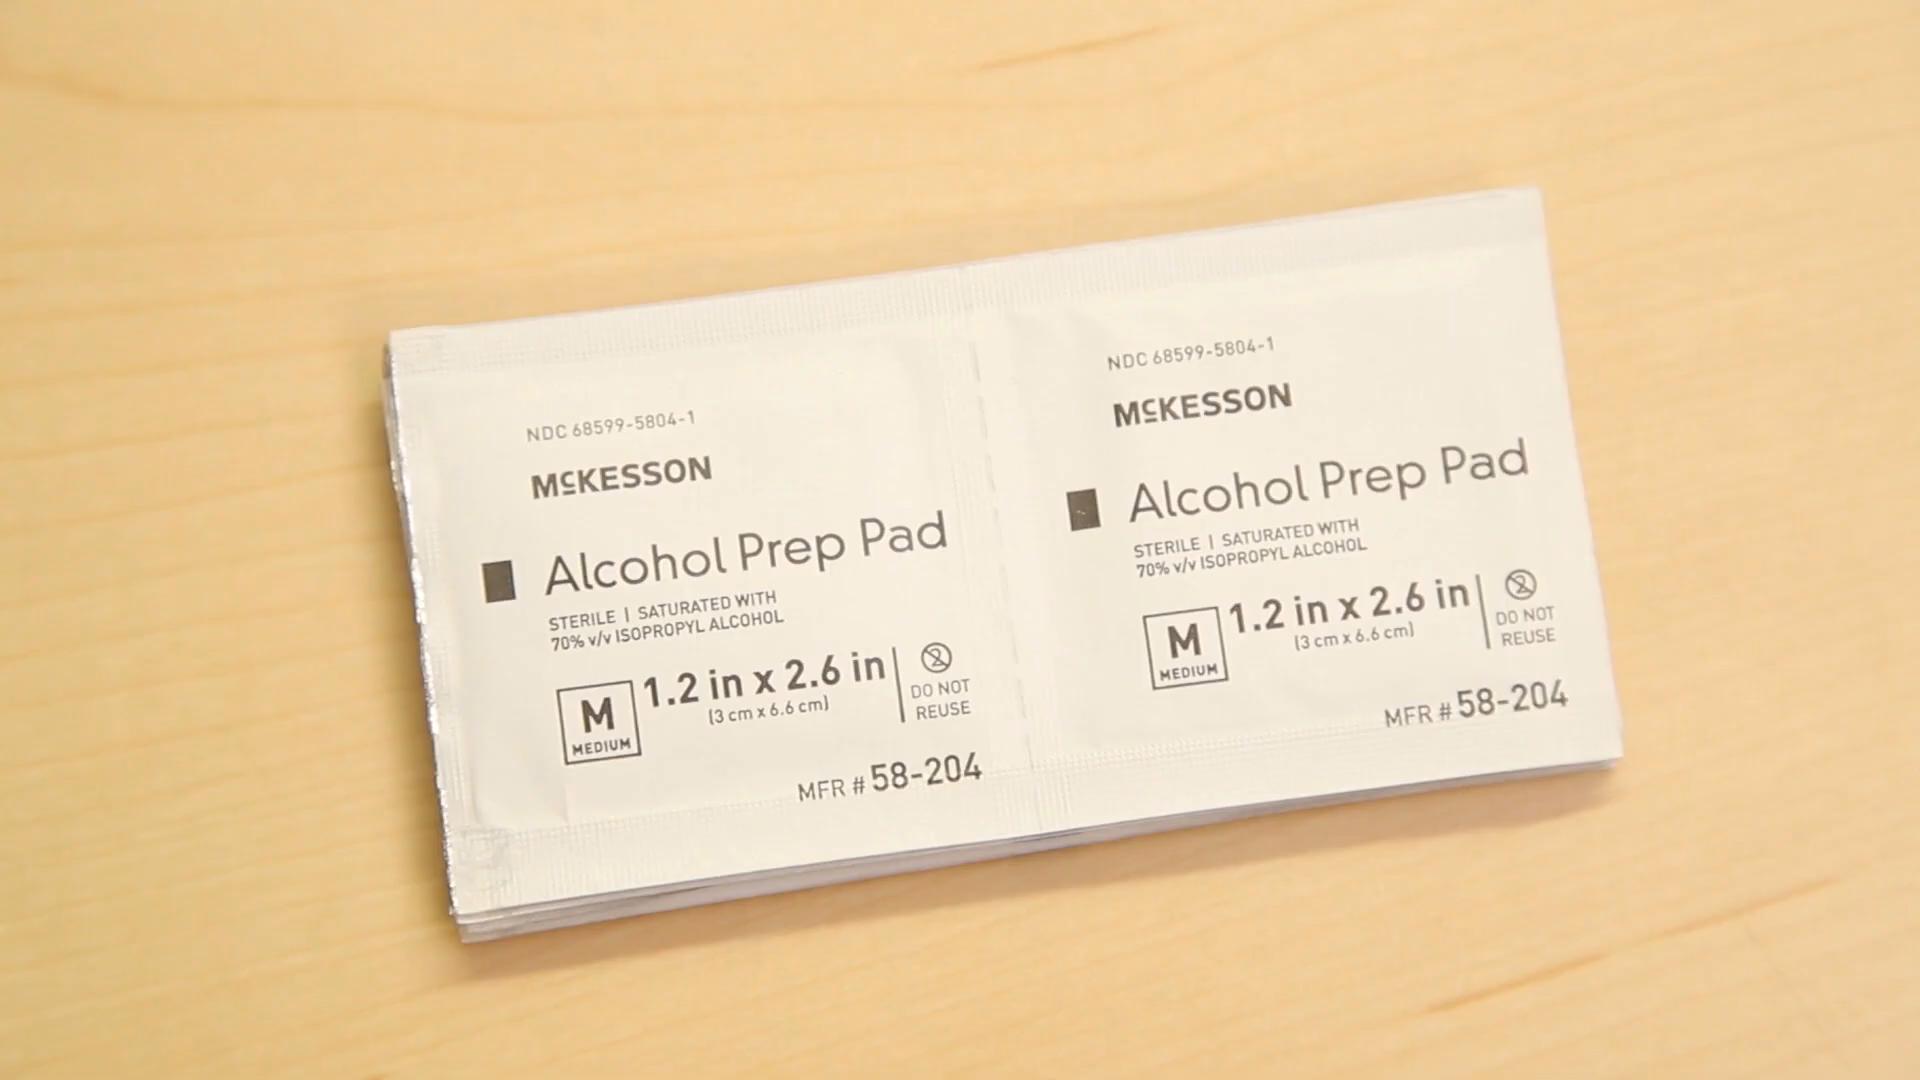 NDC 68599-5804-1
McKESSON
Alcohol Prep Pad
STERILE | SATURATED WITH
70% v/v ISOPROPYL ALCOHOL
M
MEDIUM
1.2 in x 2.6 in
(3 cm x 6.6 cm)
DO NOT
REUSE
MFR # 58-204
NDC 68599-5804-1
McKESSON
Alcohol Prep Pad
STERILE | SATURATED WITH
70% v/v ISOPROPYL ALCOHOL
M
MEDIUM
1.2 in x 2.6 in
(3 cm x 6.6 cm)
2
DO NOT
REUSE
MFR # 58-204